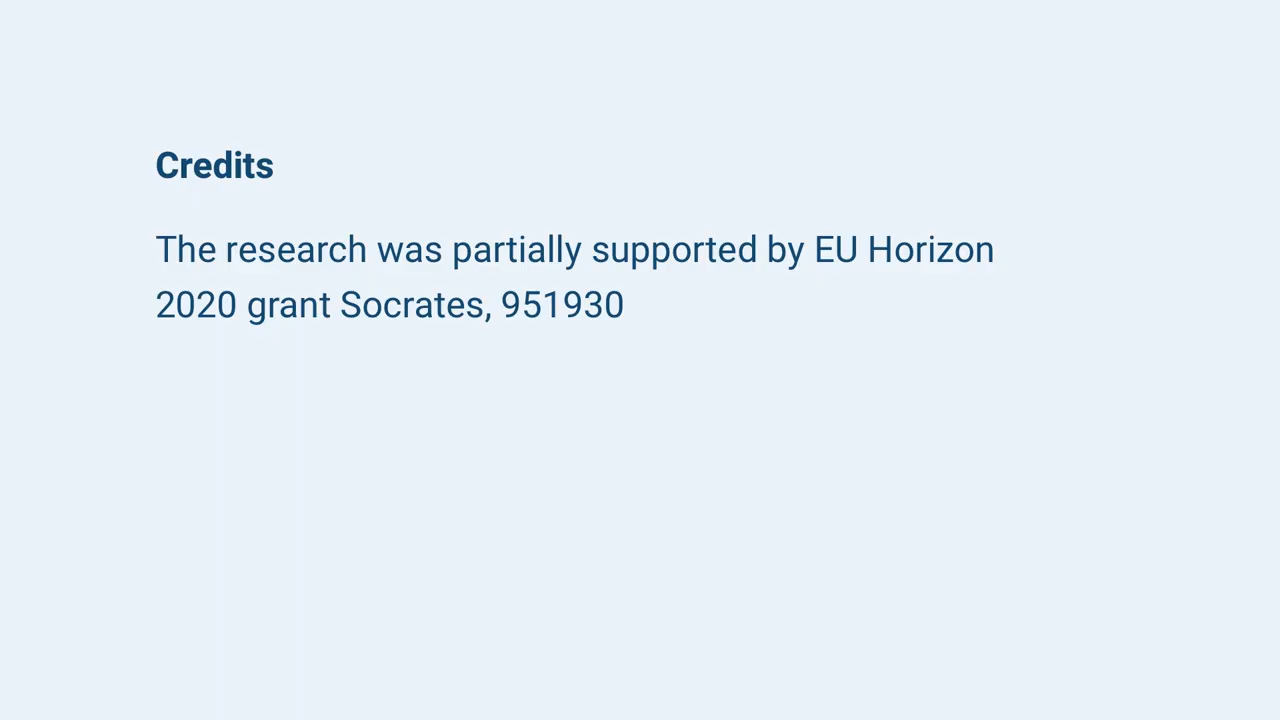 Credits
The research was partially supported by EU Horizon
2020 grant Socrates, 951930